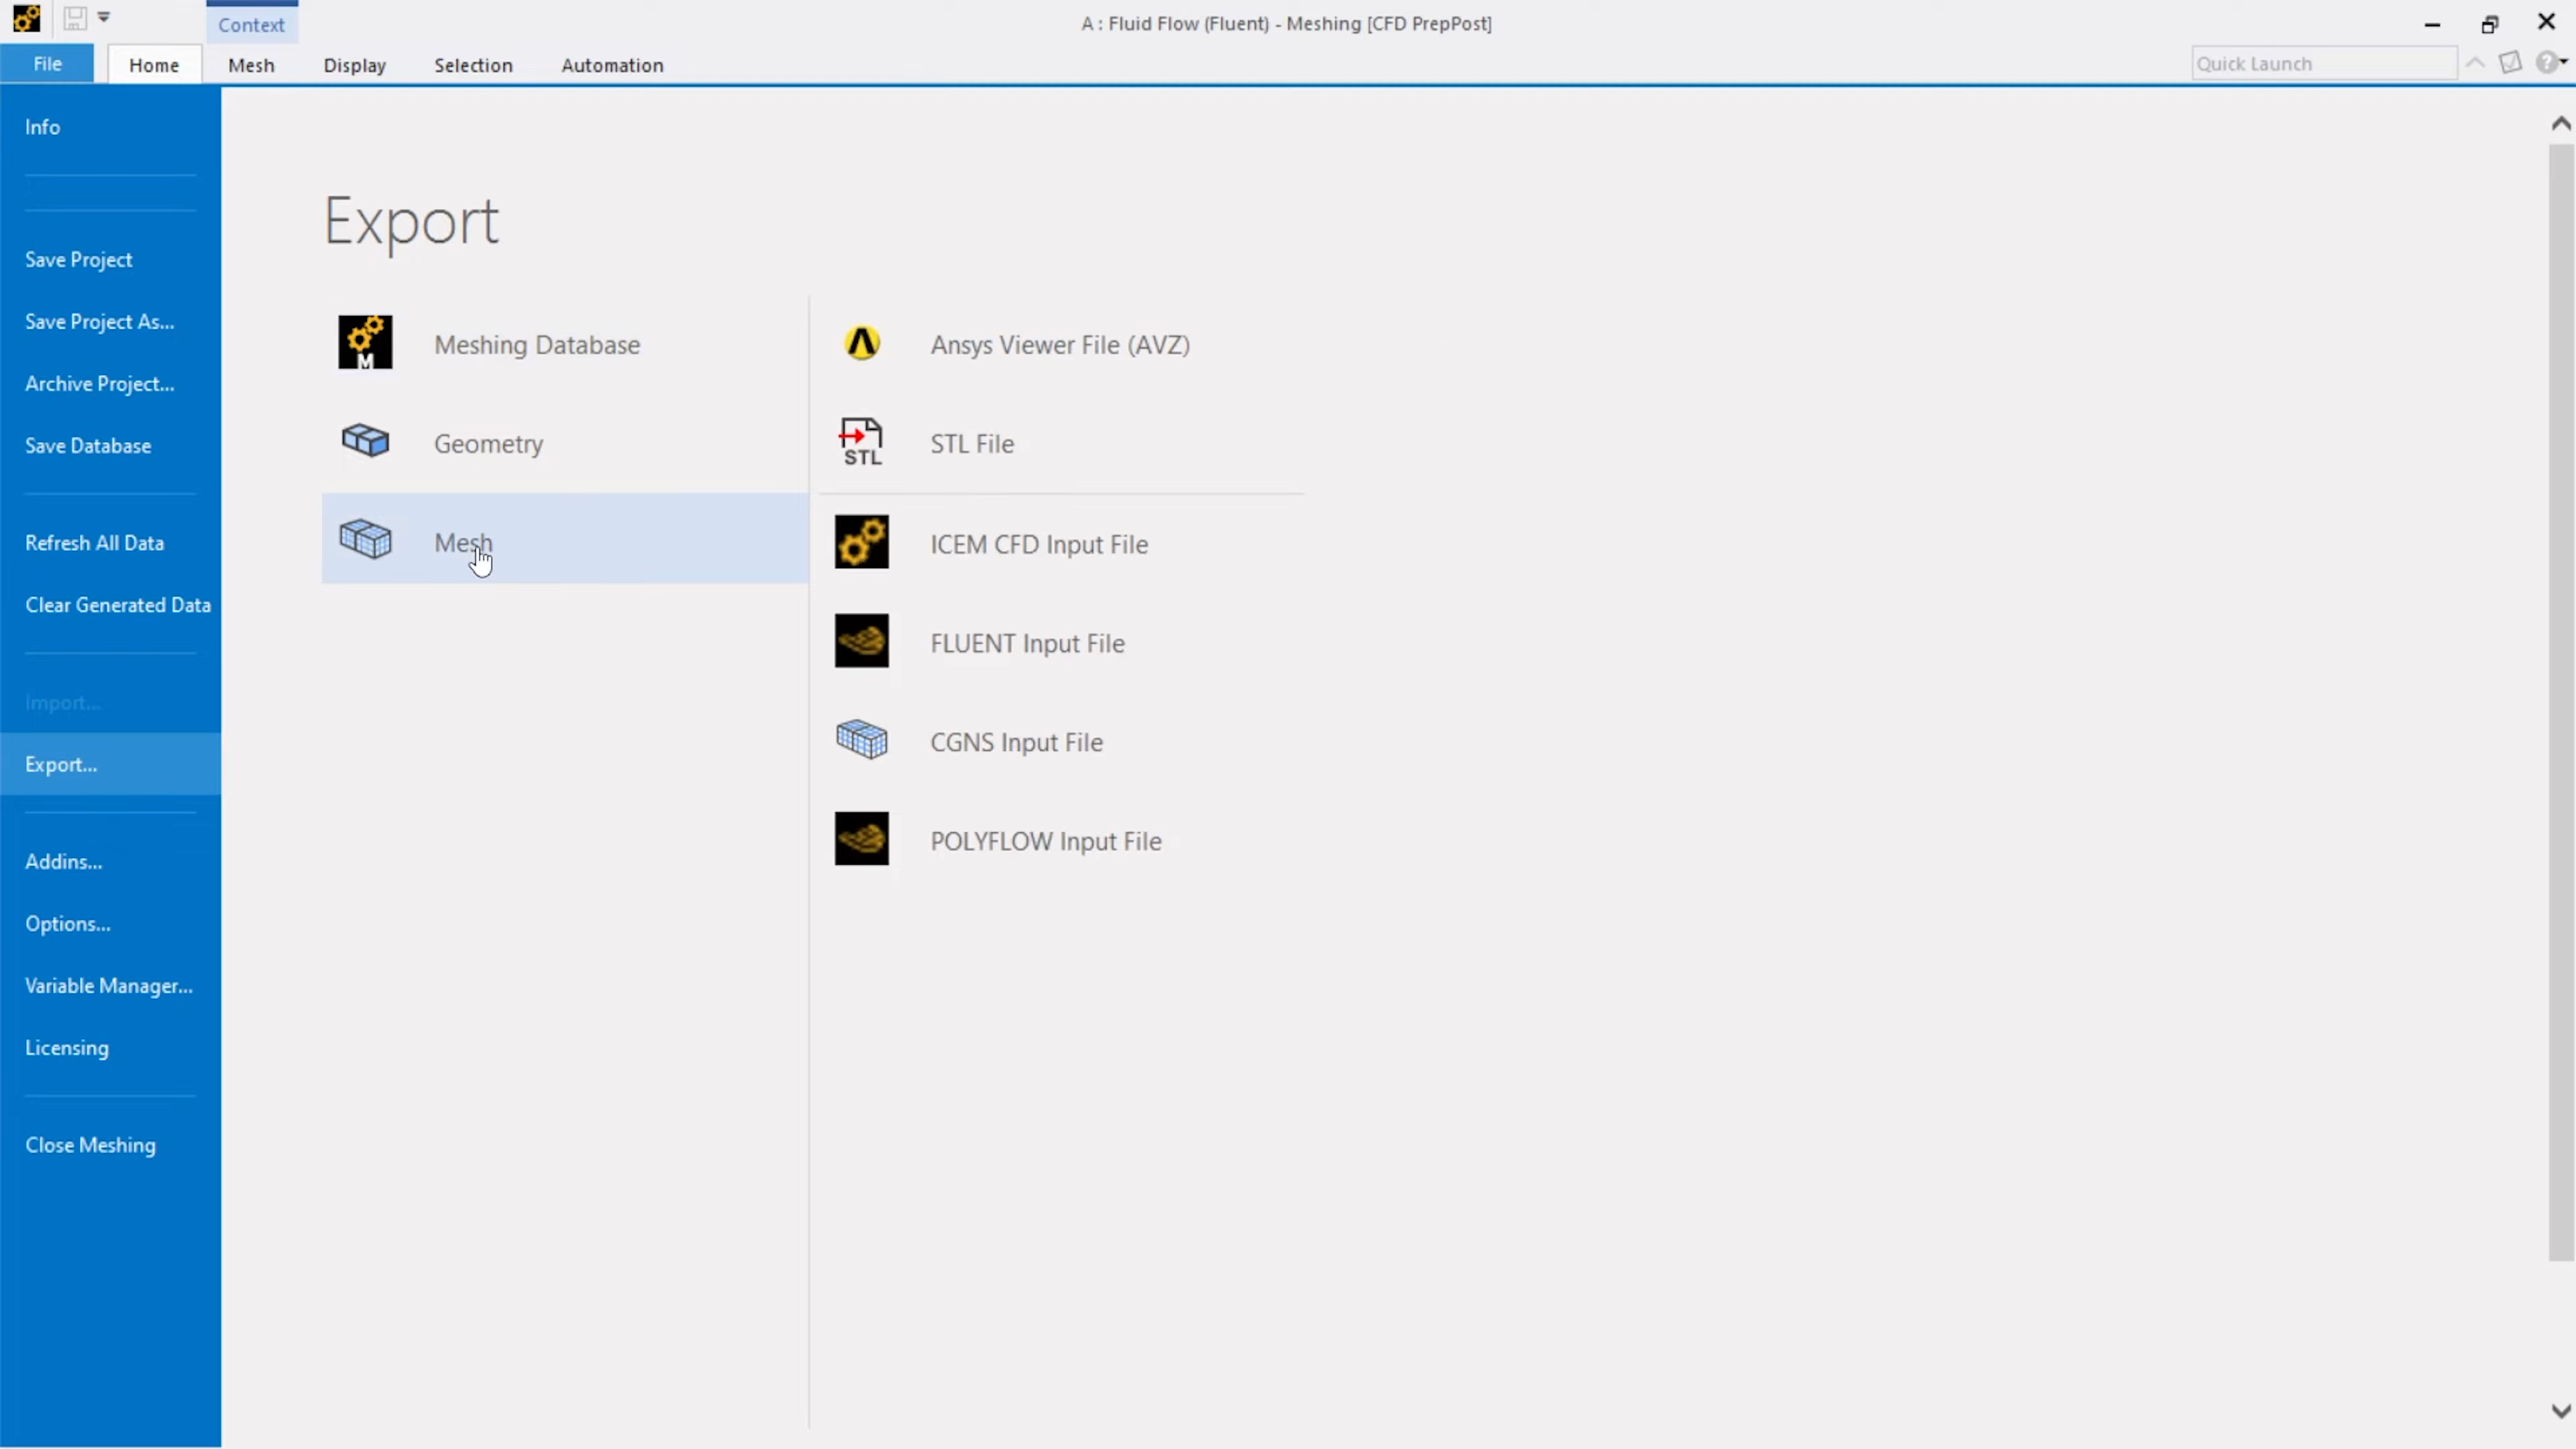 Context
A : Fluid Flow (Fluent) - Meshing [CFD PrepPost]
File
Home
Mesh
Display
Selection
Automation
Quick Launch
Info
Save Project
Save Project As...
Archive Project...
Save Database
Refresh All Data
Clear Generated Data
Import...
Export...
Addins...
Options...
Variable Manager...
Licensing
Close Meshing
Export
M
Meshing Database
Geometry
Mesh
Ansys Viewer File (AVZ)
STL
STL File
ICEM CFD Input File
FLUENT Input File
CGNS Input File
POLYFLOW Input File